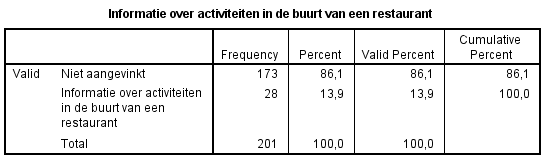 Informatie over activiteiten in de buurt van een restaurant
Cumulative
Frequency Percent Valid Percent Percent
Valid Niet aangevinkt 173 86,1 86,1 86,1
Informatie over activiteiten 28 13,9 13,9 100,0
in de buurt van een
restaurant
Total 201 100,0 100,0